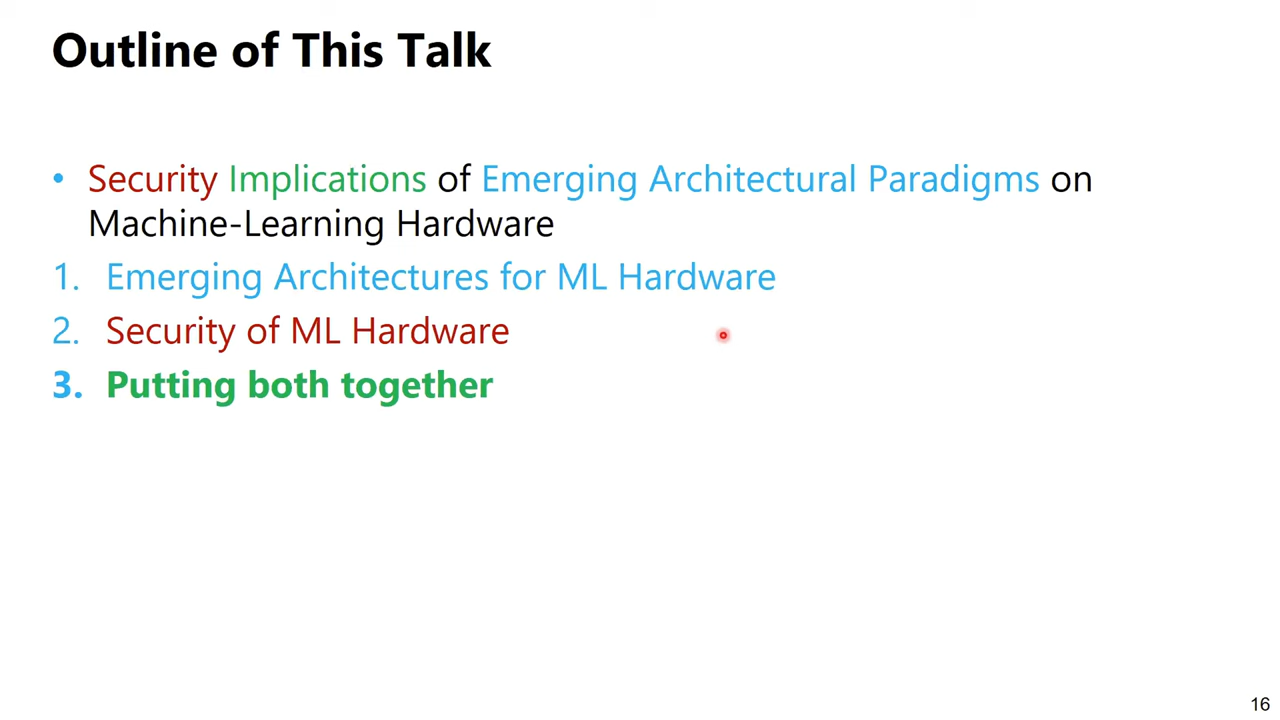 Outline of This Talk
• Security Implications of Emerging Architectural Paradigms on
Machine-Learning Hardware
1. Emerging Architectures for ML Hardware
2. Security of ML Hardware
3. Putting both together
16